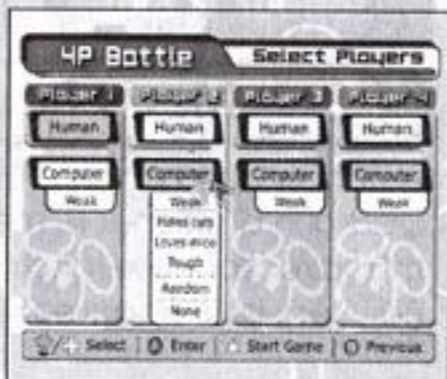 4P Battle
Select Players
Player 1 Player 2 Player 3 Player 4
Human Human Human Human
Computer Computer Computer Computer
Weak Weak Weak Weak
Hates cats
Loves mice
Tough
Random
None
Select Enter Start Game Previous